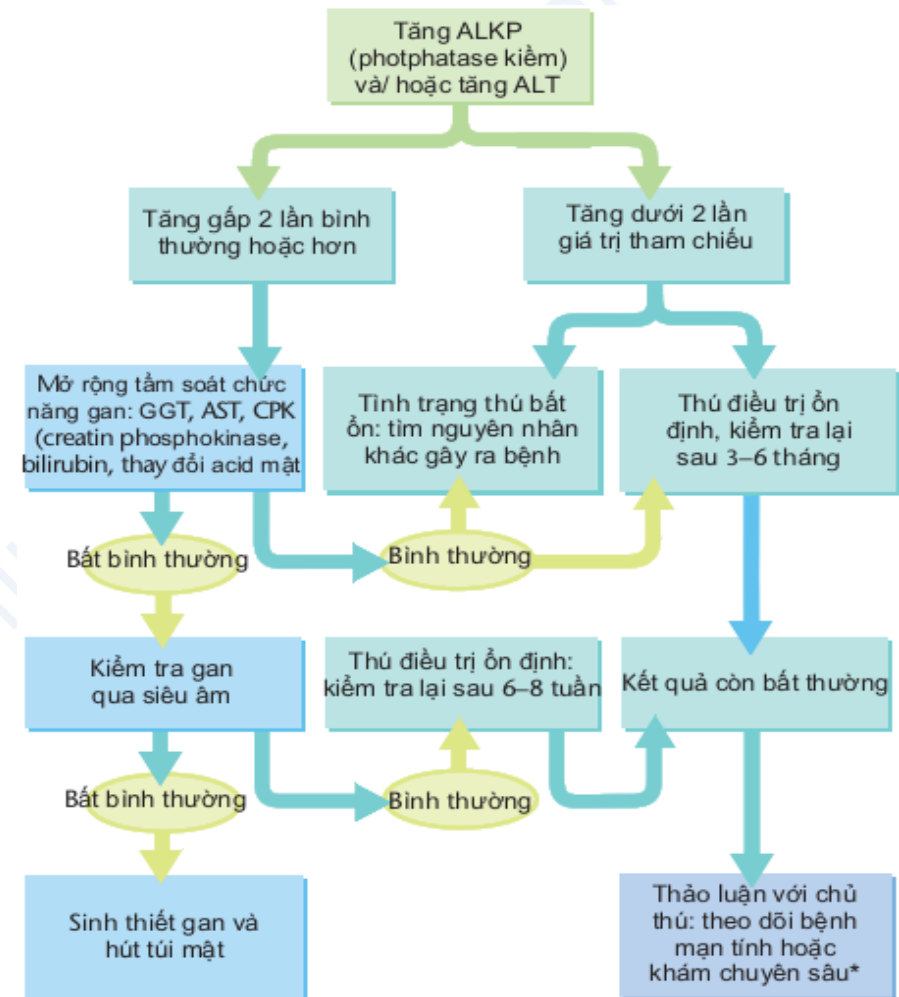 Tăng ALKP
(photphatase kiềm)
và/ hoặc tăng ALT
Tăng gấp 2 lần bình
thường hoặc hơn
Tăng dưới 2 lần
giá trị tham chiếu
Mở rộng tầm soát chức
năng gan: GGT, AST, CPK
(creatin phosphokinase,
bilirubin, thay đổi acid mật
Tình trạng thú bất
ổn: tìm nguyên nhân
khác gây ra bệnh
Thú điều trị ổn
định, kiểm tra lại
sau 3–6 tháng
Bất bình thường
Bình thường
Kiểm tra gan
qua siêu âm
Thú điều trị ổn định:
kiểm tra lại sau 6–8 tuần
Kết quả còn bất thường
Bất bình thường
Bình thường
Sinh thiết gan và
hút túi mật
Thảo luận với chủ
thú: theo dõi bệnh
mạn tính hoặc
khám chuyên sâu*